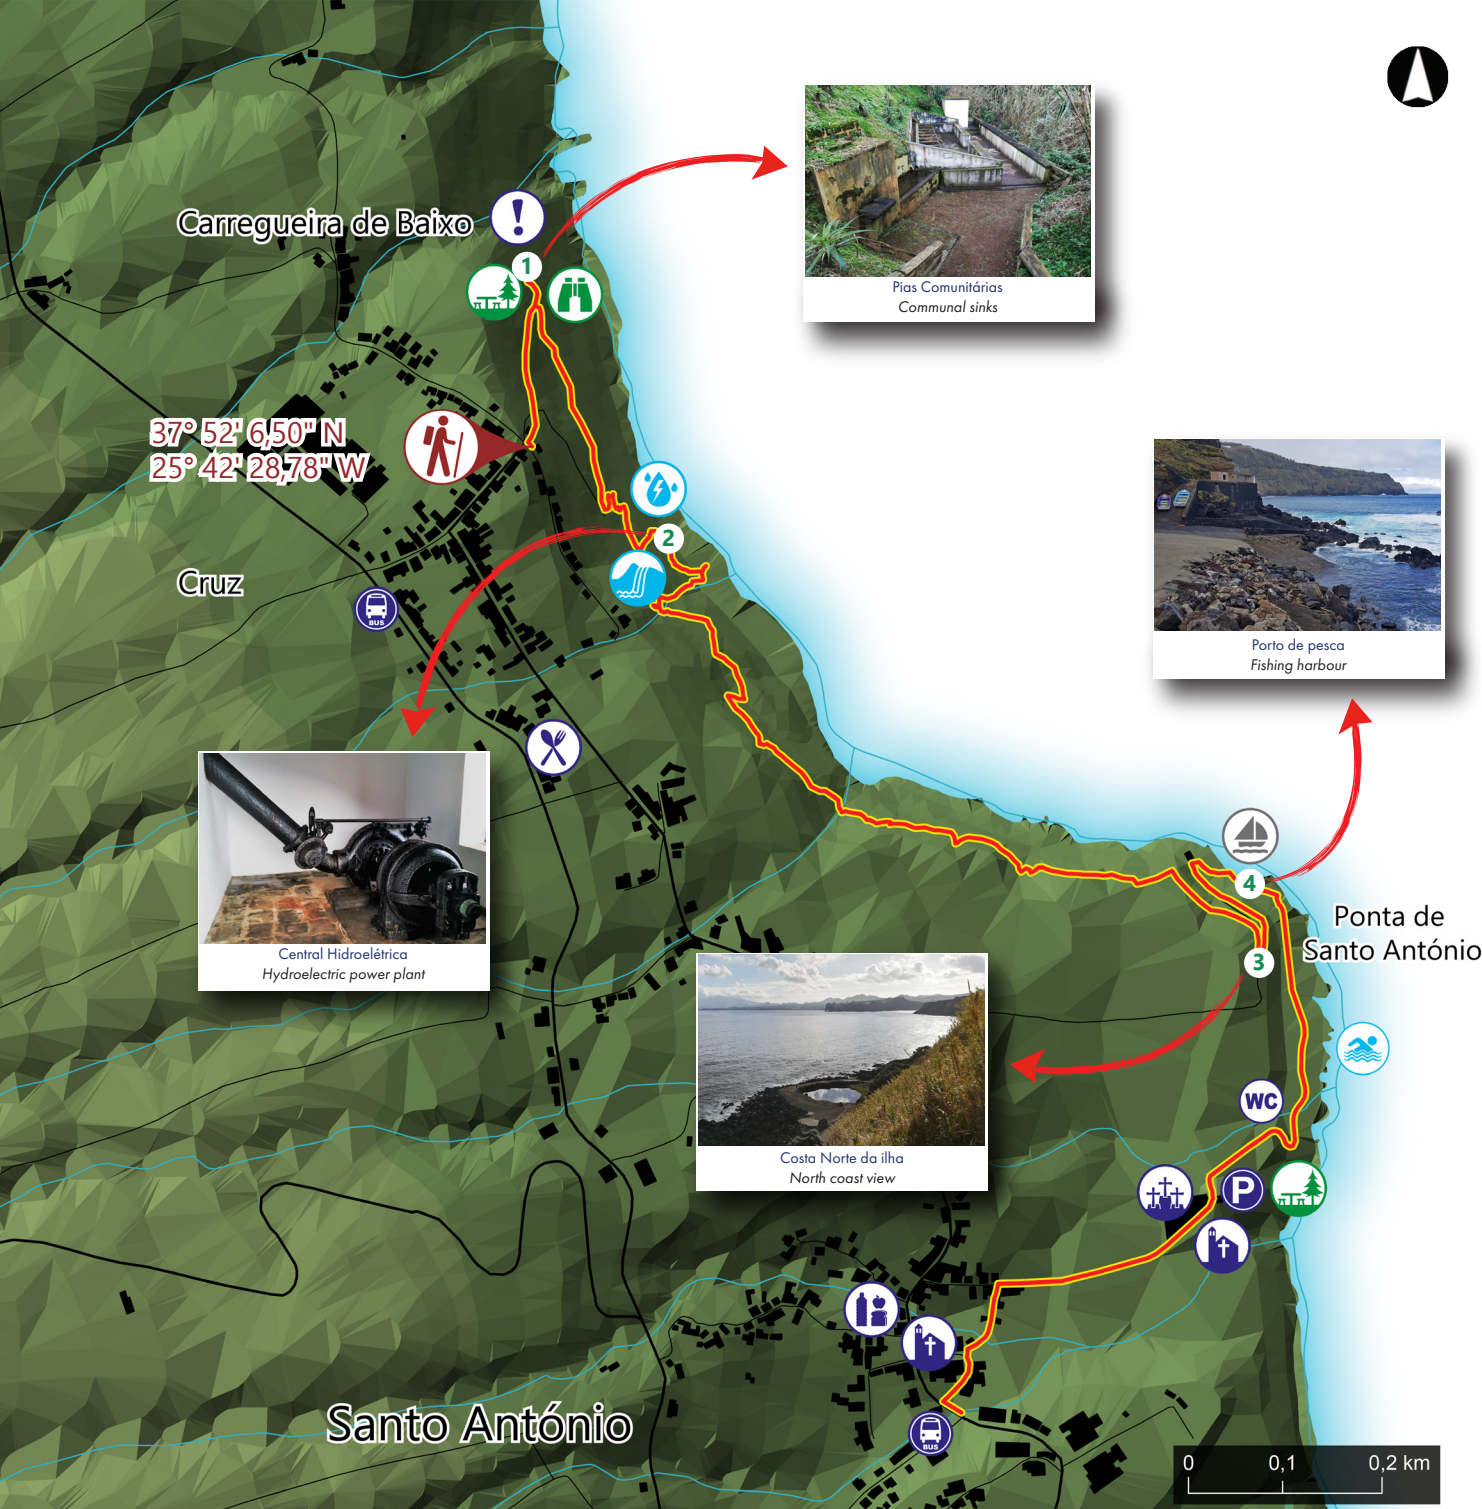 Carregueira de Baixo
!
1
Pias Comunitárias
Communal sinks
37° 52' 6,50" N
25° 42' 28,78" W
2
Cruz
BUS
Porto de pesca
Fishing harbour
Central Hidroelétrica
Hydroelectric power plant
4
Ponta de
Santo António
3
Costa Norte da ilha
North coast view
WC
P
Santo António
BUS
0 0,1 0,2 km